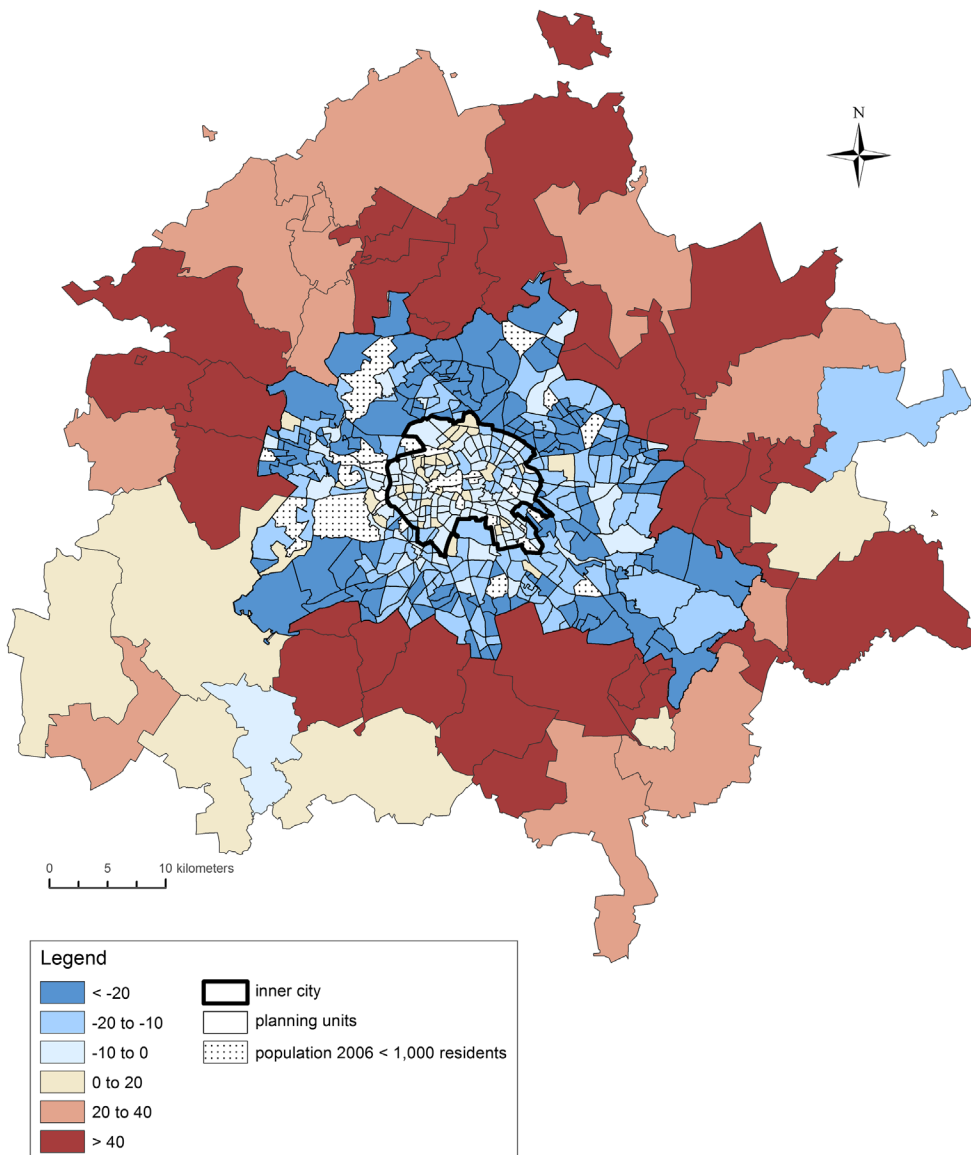 N
0 5 10 kilometers
Legend
< -20
-20 to -10
-10 to 0
0 to 20
20 to 40
> 40
inner city
planning units
population 2006 < 1,000 residents